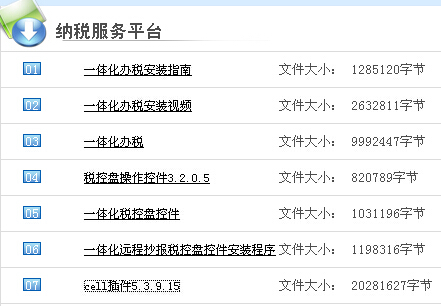 纳税服务平台
01 一体化办税安装指南 文件大小： 1285120字节
02 一体化办税安装视频 文件大小： 2632811字节
03 一体化办税 文件大小： 9992447字节
04 税控盘操作控件3.2.0.5 文件大小： 820789字节
05 一体化税控盘控件 文件大小： 1031196字节
06 一体化远程抄报税控盘控件安装程序 文件大小： 1198316字节
07 cell插件5.3.9.15 文件大小： 20281627字节